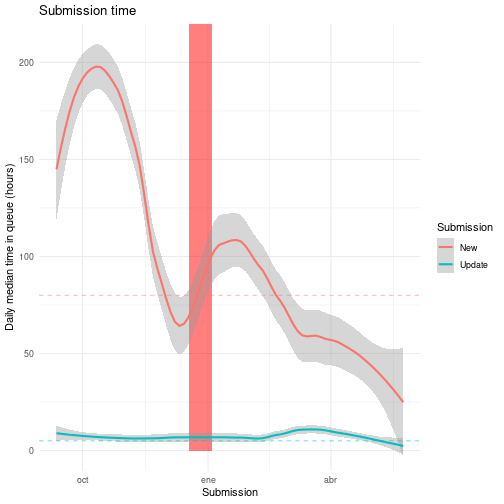 Submission time
Daily median time in queue (hours)
200
150
100
50
0
oct
ene
abr
Submission
Submission
New
Update